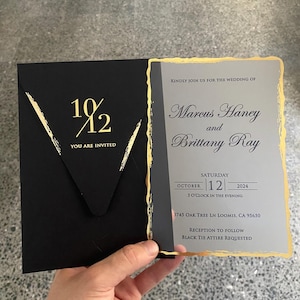 10/12
YOU ARE INVITED
KINDLY JOIN US FOR THE WEDDING OF
Marcus Haney
and
Brittany Ray
SATURDAY
OCTOBER 12 2024
5 O'CLOCK IN THE EVENING
3745 OAK TREE LN LOOMIS, CA 95650
RECEPTION TO FOLLOW
BLACK TIE ATTIRE REQUESTED